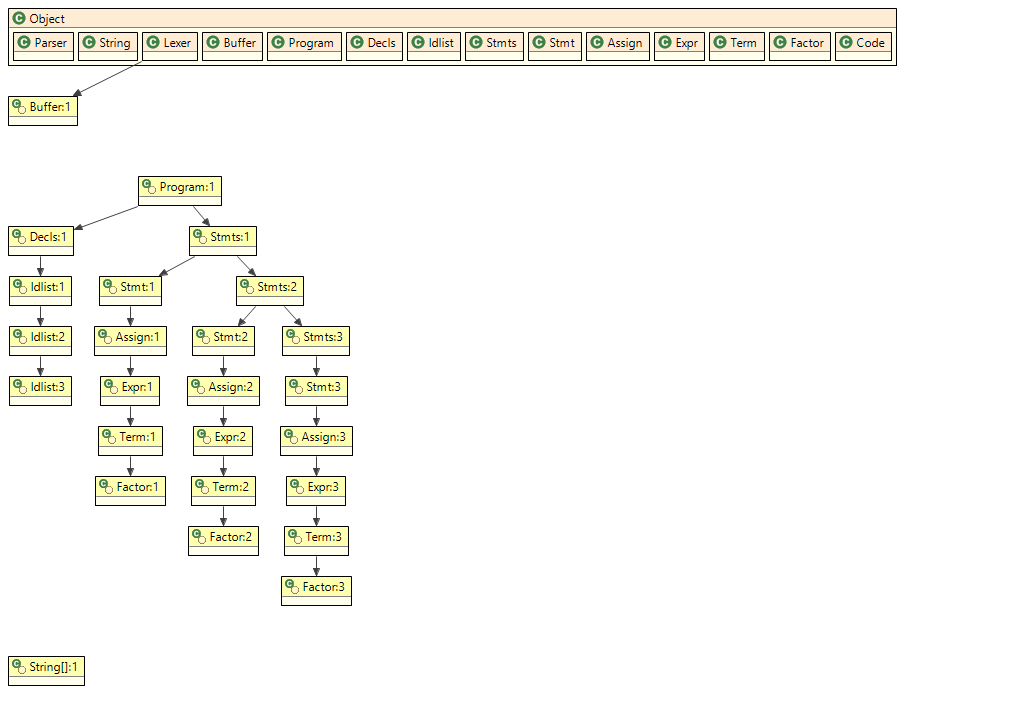 Object
Parser String Lexer Buffer Program Decls Idlist Stmts Stmt Assign Expr Term Factor Code
Buffer:1
Program:1
Decls:1 Stmts:1
Idlist:1 Stmt:1 Stmts:2
Idlist:2 Assign:1 Stmt:2 Stmts:3
Idlist:3 Expr:1 Assign:2 Stmt:3
Term:1 Expr:2 Assign:3
Factor:1 Term:2 Expr:3
Factor:2 Term:3
Factor:3
String[]:1